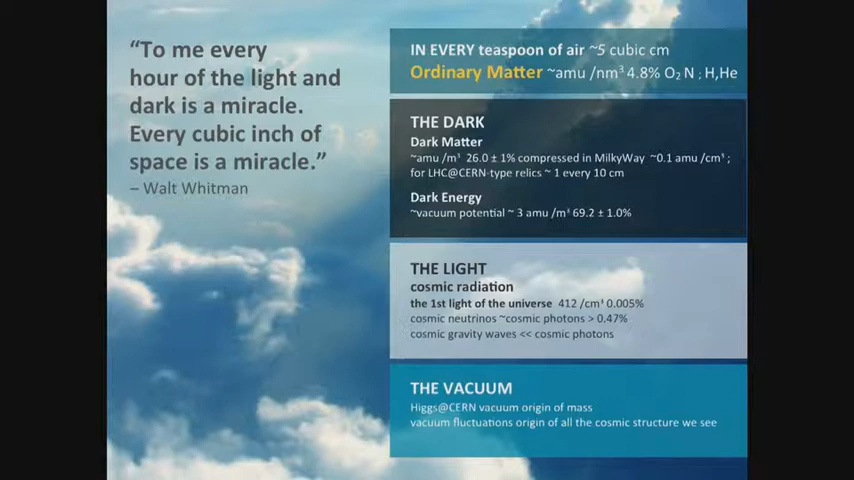 “To me every
hour of the light and
dark is a miracle.
Every cubic inch of
space is a miracle.”
– Walt Whitman
IN EVERY teaspoon of air ~5 cubic cm
Ordinary Matter ~amu /nm³ 4.8% O₂ N ; H,He
THE DARK
Dark Matter
~amu /m³ 26.0 ± 1% compressed in MilkyWay ~0.1 amu /cm³ ;
for LHC@CERN-type relics ~ 1 every 10 cm
Dark Energy
~vacuum potential ~ 3 amu /m³ 69.2 ± 1.0%
THE LIGHT
cosmic radiation
the 1st light of the universe 412 /cm³ 0.005%
cosmic neutrinos ~cosmic photons > 0.47%
cosmic gravity waves << cosmic photons
THE VACUUM
Higgs@CERN vacuum origin of mass
vacuum fluctuations origin of all the cosmic structure we see